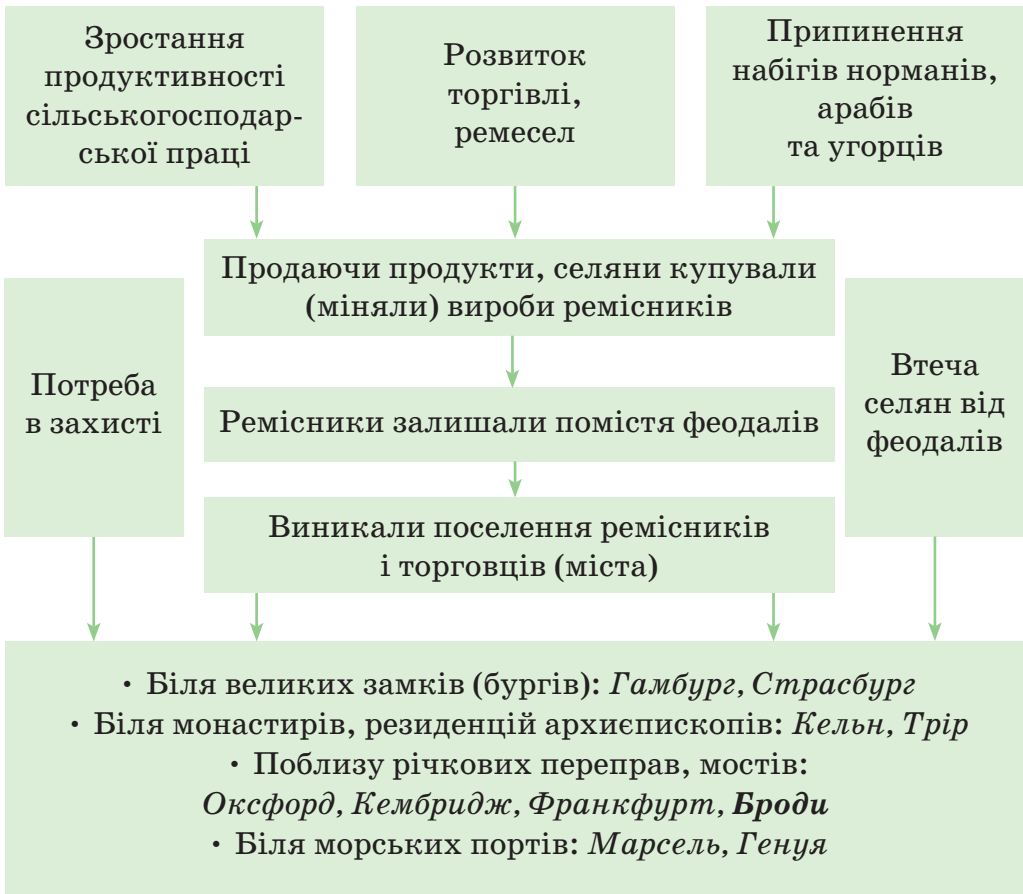 Зростання
продуктивності
сільськогосподар-
ської праці
Розвиток
торгівлі,
ремесел
Припинення
набігів норманів,
арабів
та угорців
Продаючи продукти, селяни купували
(міняли) вироби ремісників
Потреба
в захисті
Ремісники залишали помістя феодалів
Втеча
селян від
феодалів
Виникали поселення ремісників
і торговців (міста)
• Біля великих замків (бургів): Гамбург, Страсбург
• Біля монастирів, резиденцій архиєпископів: Кельн, Трір
• Поблизу річкових переправ, мостів:
Оксфорд, Кембридж, Франкфурт, Броди
• Біля морських портів: Марсель, Генуя